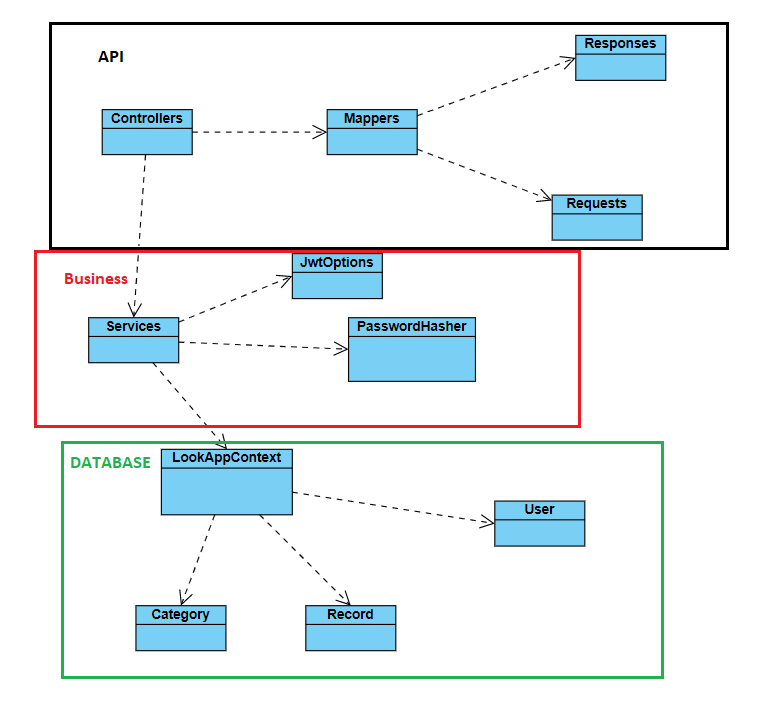 API
Responses
Controllers
Mappers
Requests
Business
JwtOptions
Services
PasswordHasher
DATABASE
LookAppContext
User
Category
Record